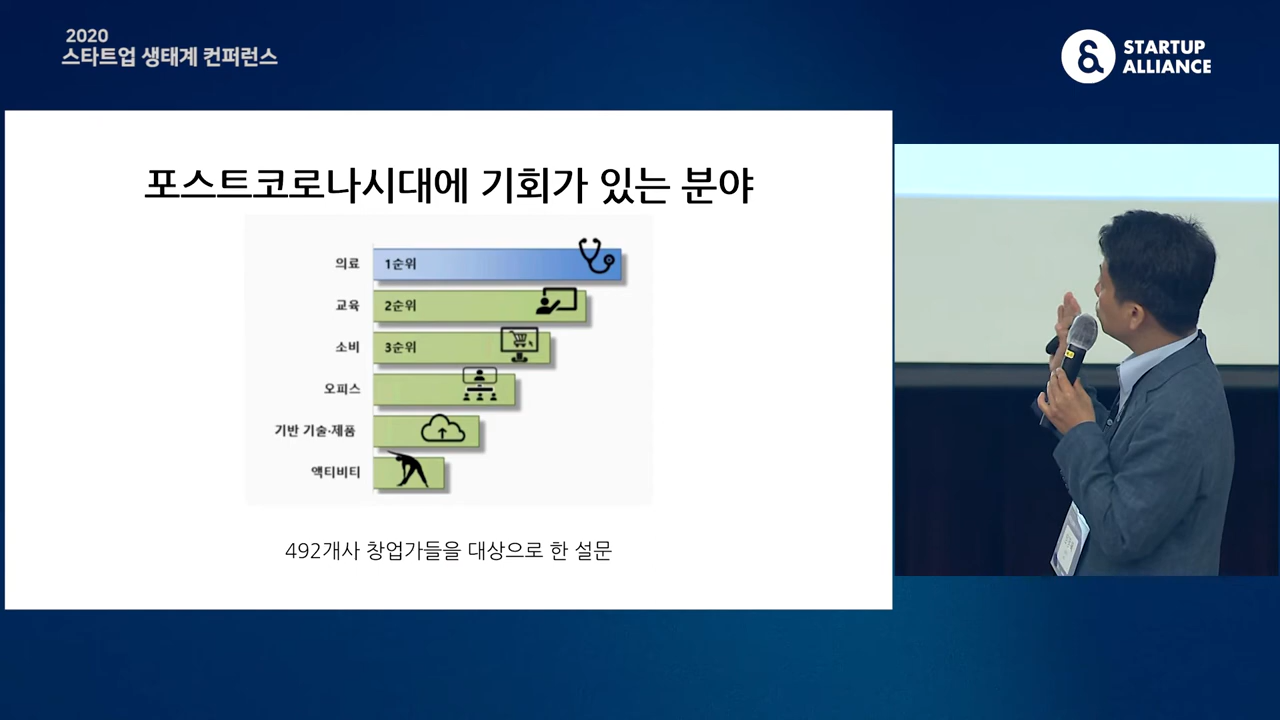 2020
스타트업 생태계 컨퍼런스
STARTUP
ALLIANCE
포스트코로나시대에 기회가 있는 분야
의료 1순위
교육 2순위
소비 3순위
오피스
기반 기술·제품
액티비티
492개사 창업가들을 대상으로 한 설문